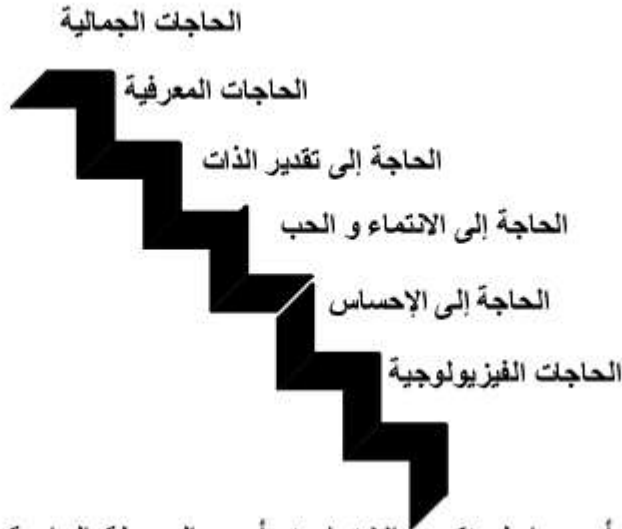 الحاجات الجمالية
الحاجات المعرفية
الحاجة إلى تقدير الذات
الحاجة إلى الانتماء و الحب
الحاجة إلى الإحساس
الحاجات الفيزيولوجية